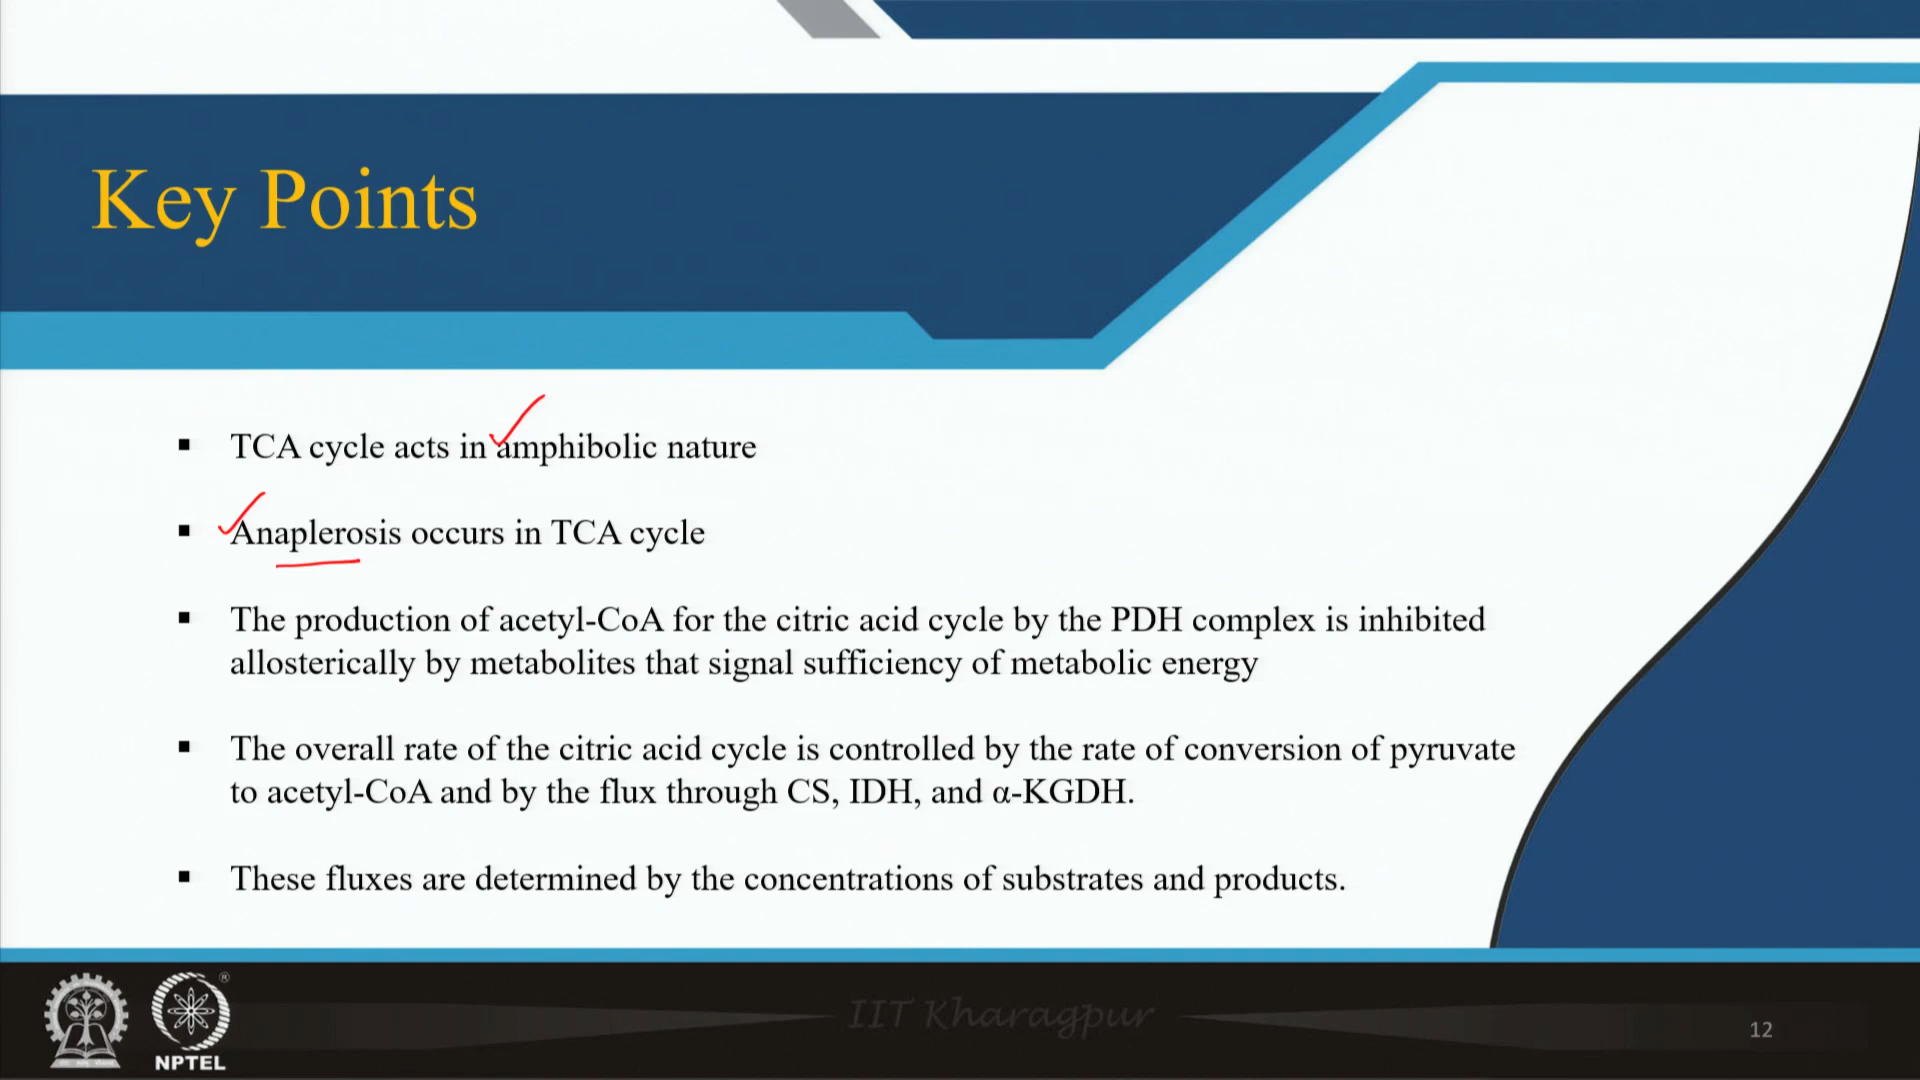 Key Points
▪ TCA cycle acts in amphibolic nature
▪ Anaplerosis occurs in TCA cycle
▪ The production of acetyl-CoA for the citric acid cycle by the PDH complex is inhibited
allosterically by metabolites that signal sufficiency of metabolic energy
▪ The overall rate of the citric acid cycle is controlled by the rate of conversion of pyruvate
to acetyl-CoA and by the flux through CS, IDH, and α-KGDH.
▪ These fluxes are determined by the concentrations of substrates and products.
®
NPTEL
IIT Kharagpur
12